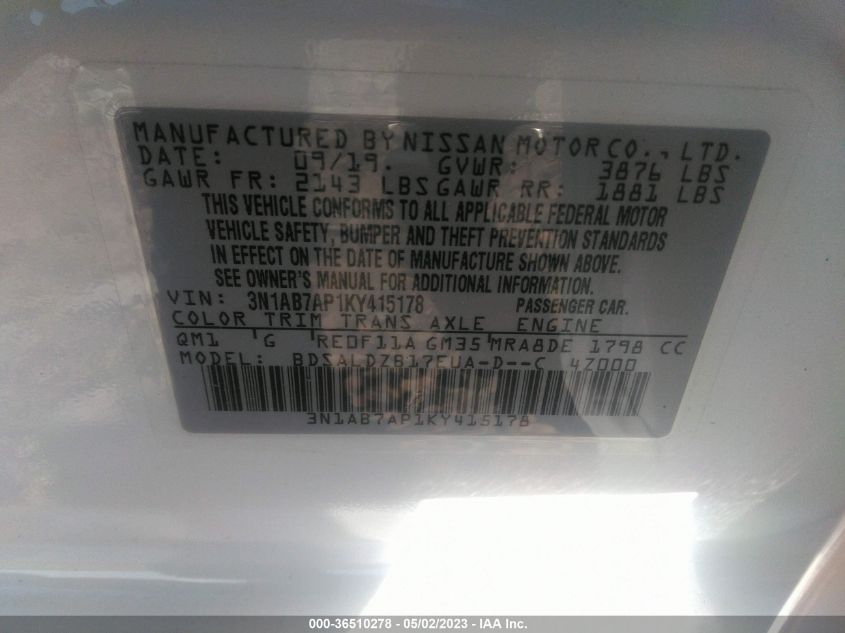 MANUFACTURED BY NISSAN MOTOR CO., LTD.
DATE: 09/19. GVWR: 3876 LBS
GAWR FR: 2143 LBS GAWR RR: 1881 LBS
THIS VEHICLE CONFORMS TO ALL APPLICABLE FEDERAL MOTOR
VEHICLE SAFETY, BUMPER AND THEFT PREVENTION STANDARDS
IN EFFECT ON THE DATE OF MANUFACTURE SHOWN ABOVE.
SEE OWNER'S MANUAL FOR ADDITIONAL INFORMATION.
VIN: 3N1AB7AP1KY415178 PASSENGER CAR.
COLOR TRIM TRANS AXLE ENGINE
QM1 G RE0F11A GM35 MRA8DE 1798 CC
MODEL: BDSALDZB17EUA-D--C 4Z000
3N1AB7AP1KY415178
000-36510278 - 05/02/2023 - IAA Inc.